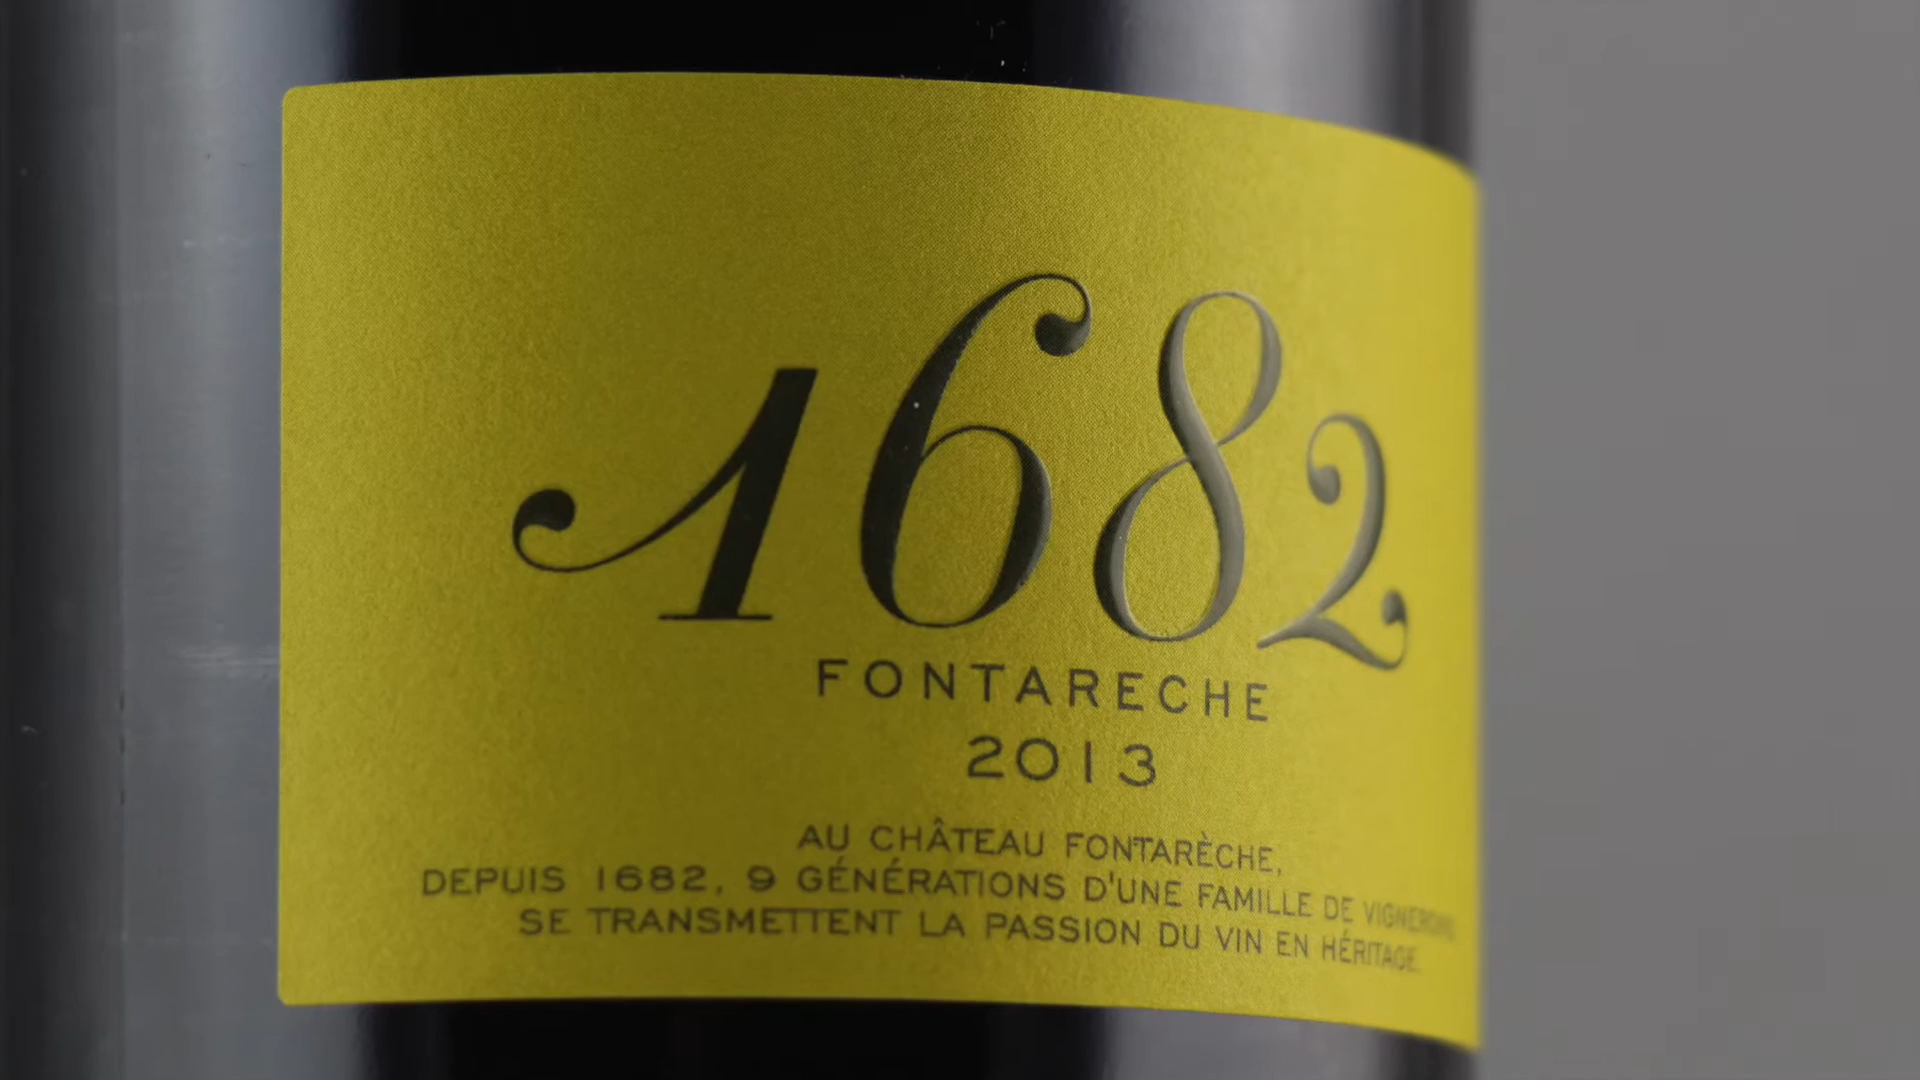 1682
FONTARECHE
2013
AU CHÂTEAU FONTARÈCHE,
DEPUIS 1682, 9 GÉNÉRATIONS D'UNE FAMILLE DE VIGNERONS
SE TRANSMETTENT LA PASSION DU VIN EN HÉRITAGE.